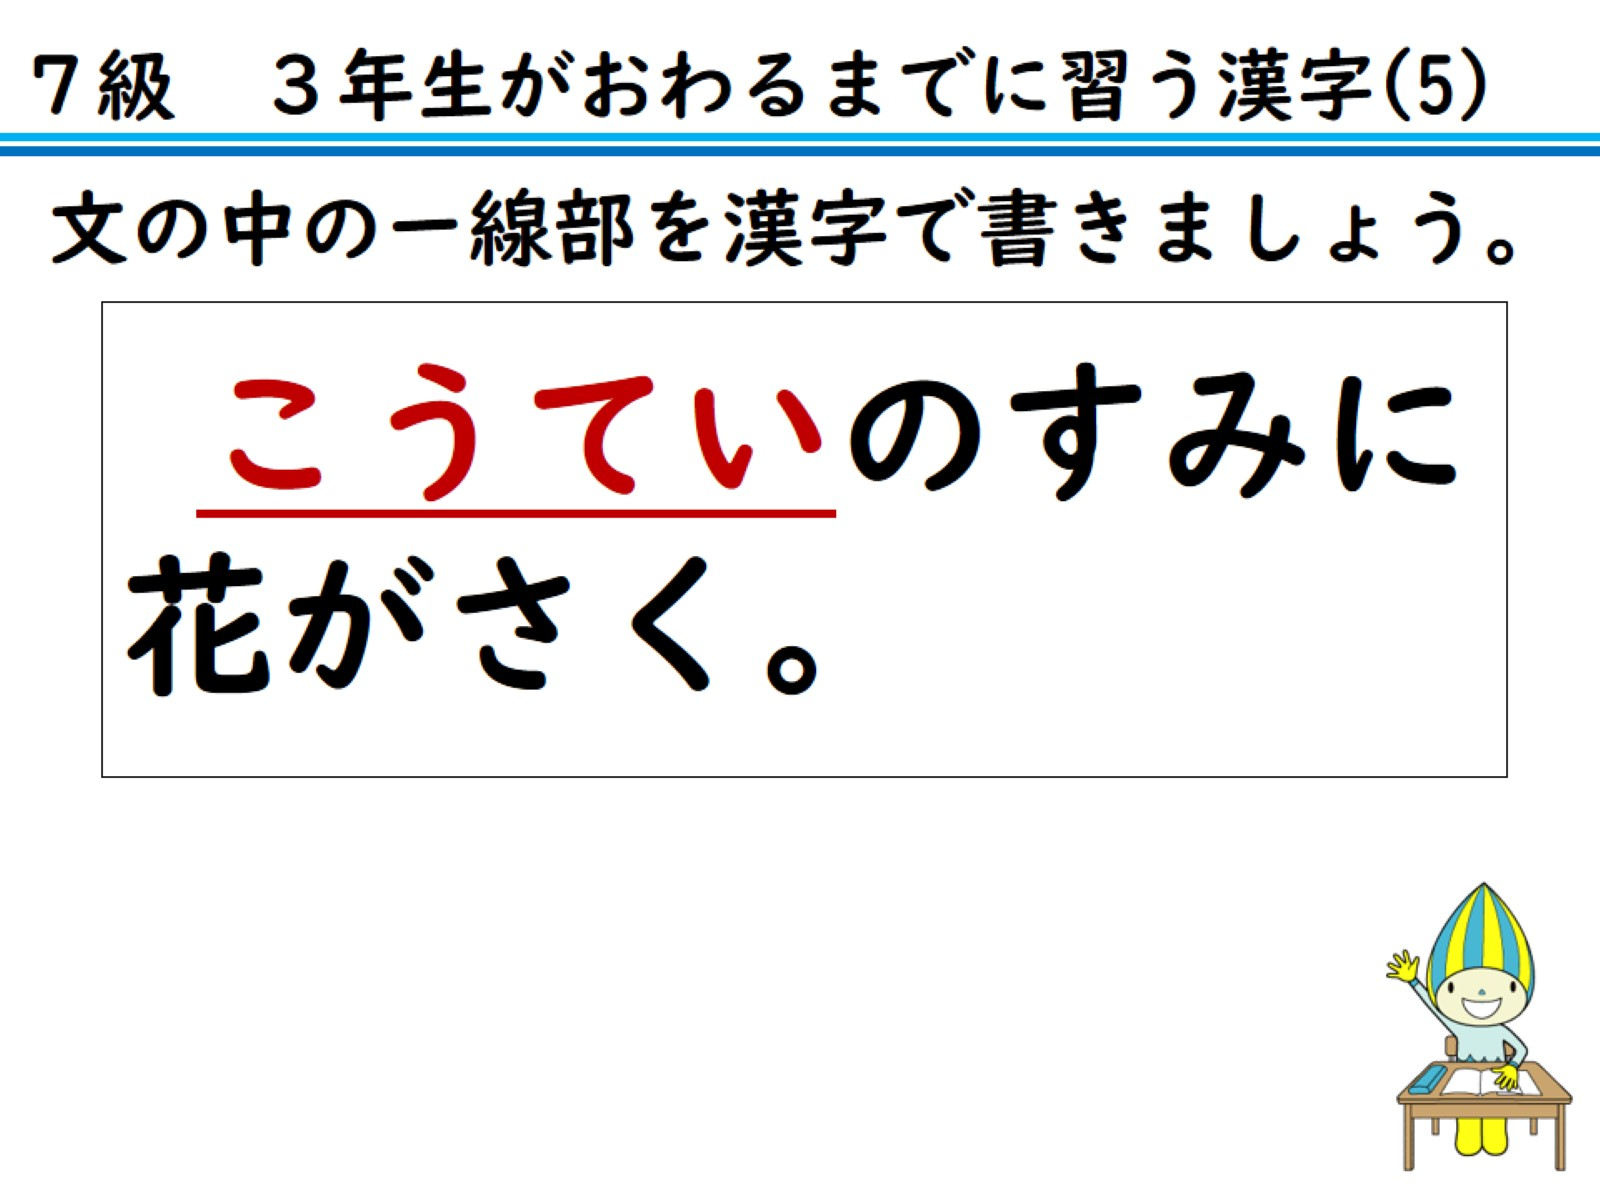 ７級　３年生がおわるまでに習う漢字(5)
文の中の一線部を漢字で書きましょう。
こうていのすみに
花がさく。